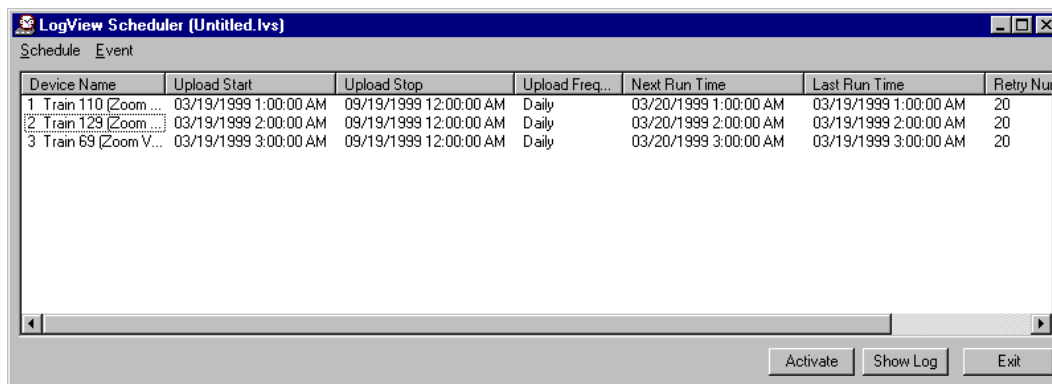 LogView Scheduler (Untitled.lvs)
Schedule Event
Device Name Upload Start Upload Stop Upload Freq... Next Run Time Last Run Time Retry Nu
1 Train 110 (Zoom ... 03/19/1999 1:00:00 AM 09/19/1999 12:00:00 AM Daily 03/20/1999 1:00:00 AM 03/19/1999 1:00:00 AM 20
2 Train 129 (Zoom ... 03/19/1999 2:00:00 AM 09/19/1999 12:00:00 AM Daily 03/20/1999 2:00:00 AM 03/19/1999 2:00:00 AM 20
3 Train 69 (Zoom V... 03/19/1999 3:00:00 AM 09/19/1999 12:00:00 AM Daily 03/20/1999 3:00:00 AM 03/19/1999 3:00:00 AM 20
Activate Show Log Exit